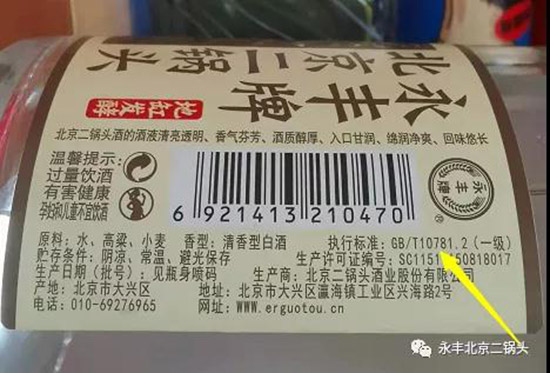 永丰牌
北京二锅头
地缸发酵
北京二锅头酒的酒液清亮透明、香气芬芳、酒质醇厚、入口甘润、绵润净爽、回味悠长
温馨提示:
过量饮酒
有害健康
孕妇和儿童不宜饮酒
6 921413 210470
永丰牌
原料: 水、高粱、小麦 香型: 清香型白酒 执行标准: GB/T10781.2 (一级)
贮存条件: 阴凉、常温、避光保存 生产许可证编号:
生产日期 (批号): 见瓶身喷码 生产商: 北京二锅头酒业股份有限公司
产地: 北京市大兴区 地址: 北京市大兴区瀛海镇工业区兴海路2号
电话: 010-69276965 网址: www.erguotou.cn
永丰北京二锅头